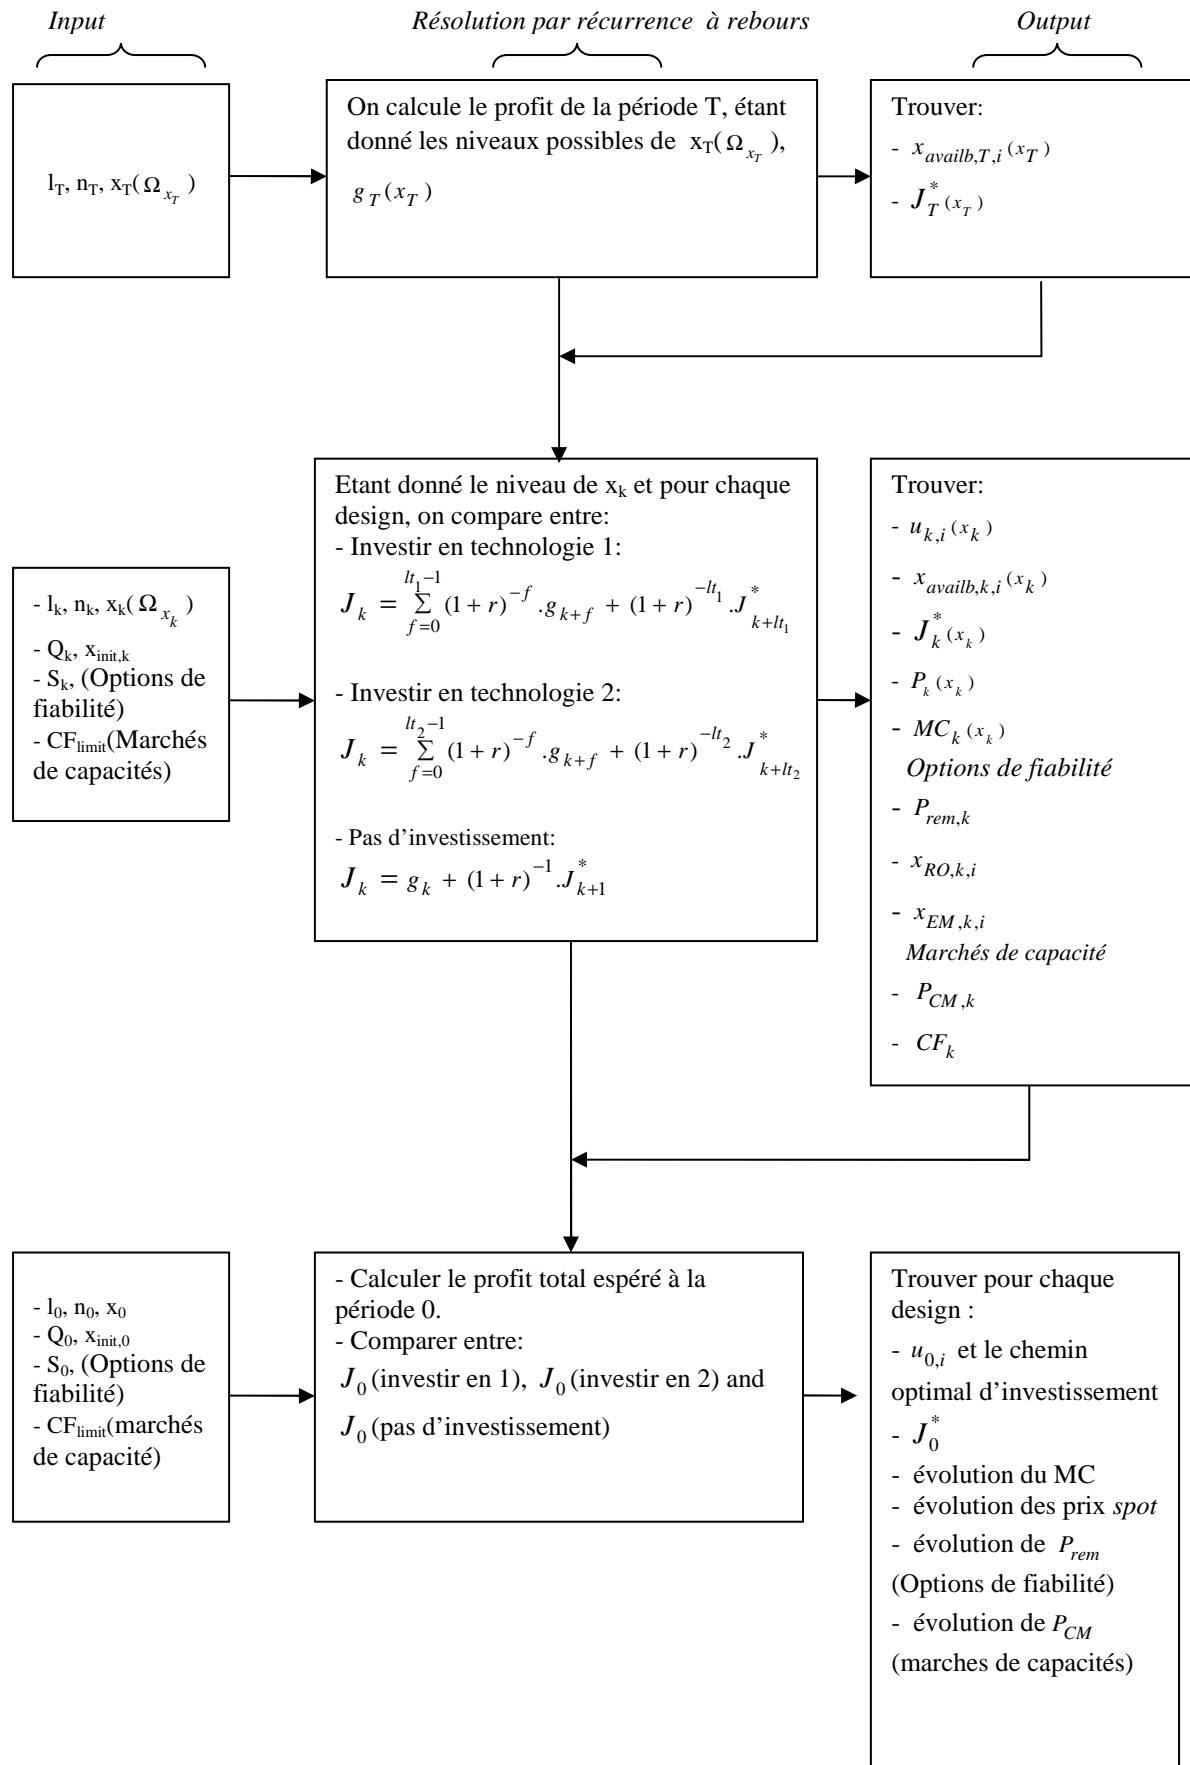 Input
Résolution par récurrence à rebours
Output
l_T, n_T, x_T(Ω_{x_T})
On calcule le profit de la période T, étant
donné les niveaux possibles de x_T(Ω_{x_T}),
g_T(x_T)
Trouver:
- x_{availb,T,i}(x_T)
- J_T^*(x_T)
- l_k, n_k, x_k(Ω_{x_k})
- Q_k, x_{init,k}
- S_k, (Options de
fiabilité)
- CF_{limit}(Marchés
de capacités)
Etant donné le niveau de x_k et pour chaque
design, on compare entre:
- Investir en technologie 1:
J_k = \sum_{f=0}^{lt_1-1} (1+r)^{-f}.g_{k+f} + (1+r)^{-lt_1}.J^*_{k+lt_1}
- Investir en technologie 2:
J_k = \sum_{f=0}^{lt_2-1} (1+r)^{-f}.g_{k+f} + (1+r)^{-lt_2}.J^*_{k+lt_2}
- Pas d’investissement:
J_k = g_k + (1+r)^{-1}.J^*_{k+1}
Trouver:
- u_{k,i}(x_k)
- x_{availb,k,i}(x_k)
- J_k^*(x_k)
- P_k(x_k)
- MC_k(x_k)
Options de fiabilité
- P_{rem,k}
- x_{RO,k,i}
- x_{EM,k,i}
Marchés de capacité
- P_{CM,k}
- CF_k
- l_0, n_0, x_0
- Q_0, x_{init,0}
- S_0, (Options de
fiabilité)
- CF_{limit}(marchés
de capacité)
- Calculer le profit total espéré à la
période 0.
- Comparer entre:
J_0 (investir en 1), J_0 (investir en 2) and
J_0 (pas d’investissement)
Trouver pour chaque
design :
- u_{0,i} et le chemin
optimal d’investissement
- J_0^*
- évolution du MC
- évolution des prix spot
- évolution de P_{rem}
(Options de fiabilité)
- évolution de P_{CM}
(marches de capacités)